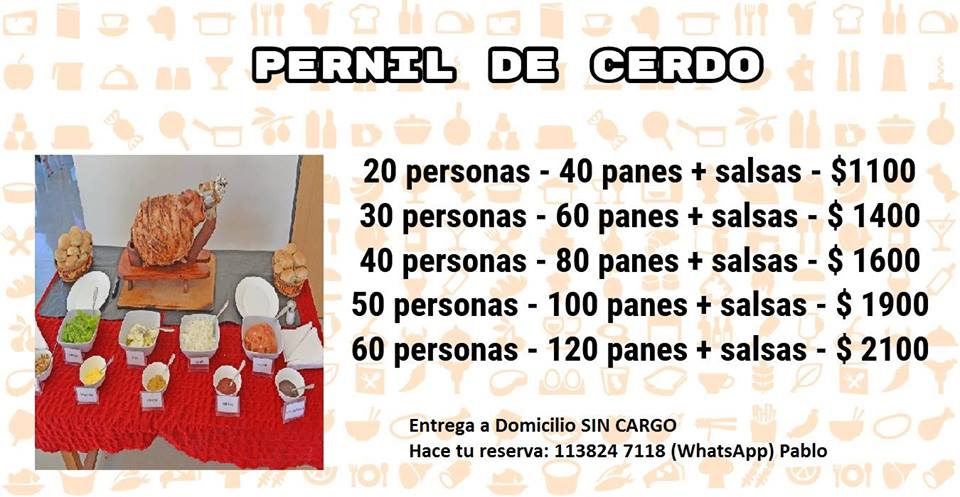 PERNIL DE CERDO
20 personas - 40 panes + salsas - $1100
30 personas - 60 panes + salsas - $ 1400
40 personas - 80 panes + salsas - $ 1600
50 personas - 100 panes + salsas - $ 1900
60 personas - 120 panes + salsas - $ 2100
Entrega a Domicilio SIN CARGO
Hace tu reserva: 113824 7118 (WhatsApp) Pablo